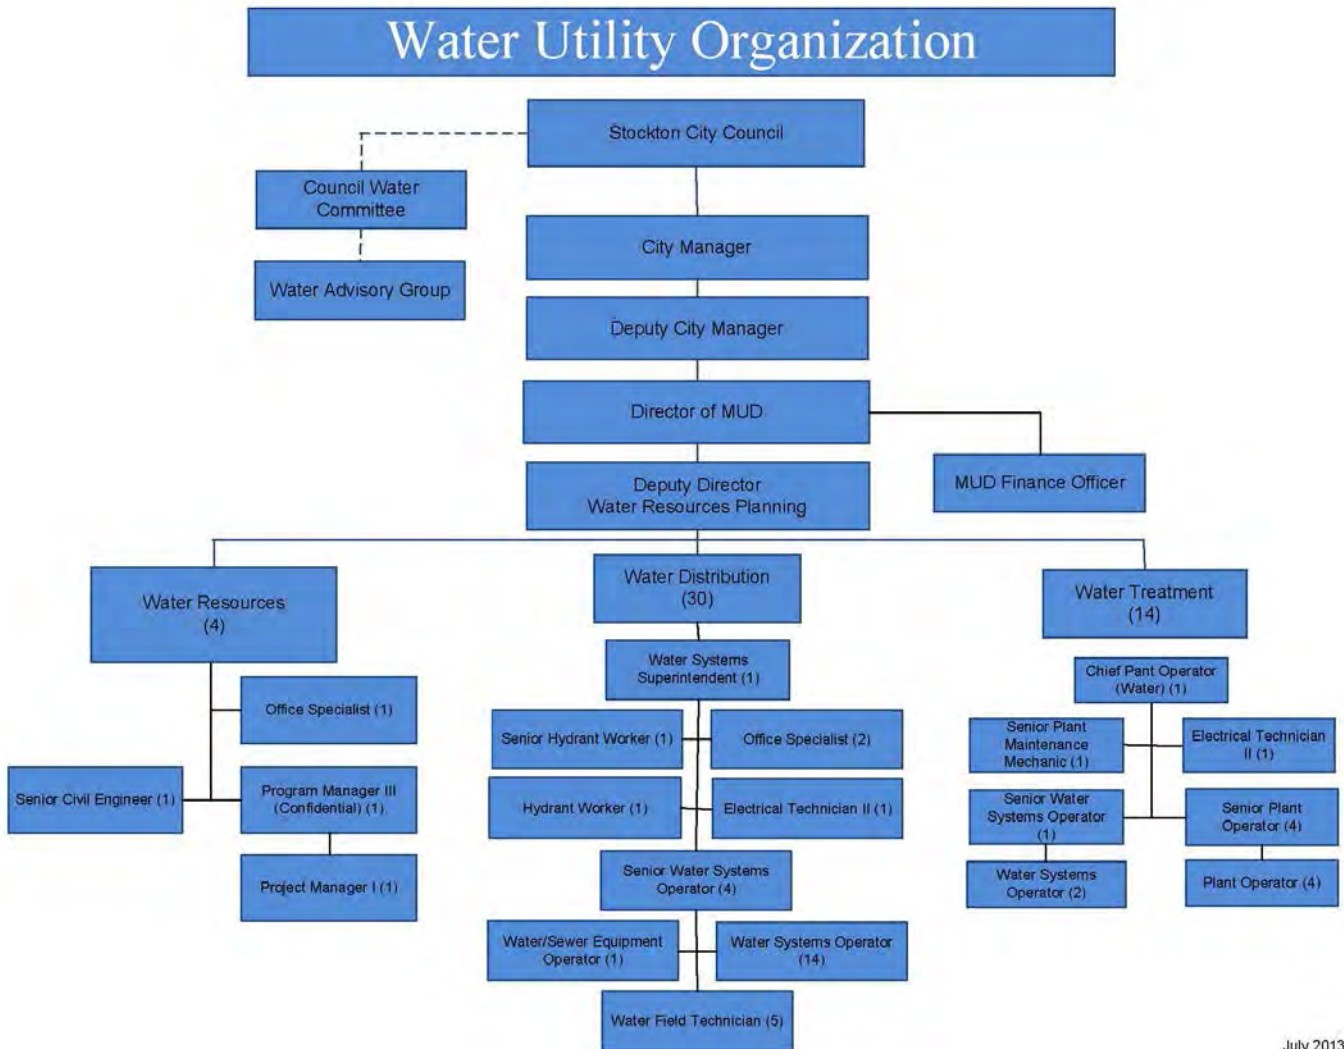 Water Utility Organization
Stockton City Council
Council Water
Committee
City Manager
Water Advisory Group
Deputy City Manager
Director of MUD
MUD Finance Officer
Deputy Director
Water Resources Planning
Water Resources
(4)
Office Specialist (1)
Senior Civil Engineer (1)
Program Manager III
(Confidential) (1)
Project Manager I (1)
Water Distribution
(30)
Water Systems
Superintendent (1)
Senior Hydrant Worker (1)
Office Specialist (2)
Hydrant Worker (1)
Electrical Technician II (1)
Senior Water Systems
Operator (4)
Water/Sewer Equipment
Operator (1)
Water Systems Operator
(14)
Water Field Technician (5)
Water Treatment
(14)
Chief Pant Operator
(Water) (1)
Senior Plant
Maintenance
Mechanic (1)
Electrical Technician
II (1)
Senior Water
Systems Operator
(1)
Senior Plant
Operator (4)
Water Systems
Operator (2)
Plant Operator (4)
July 2013